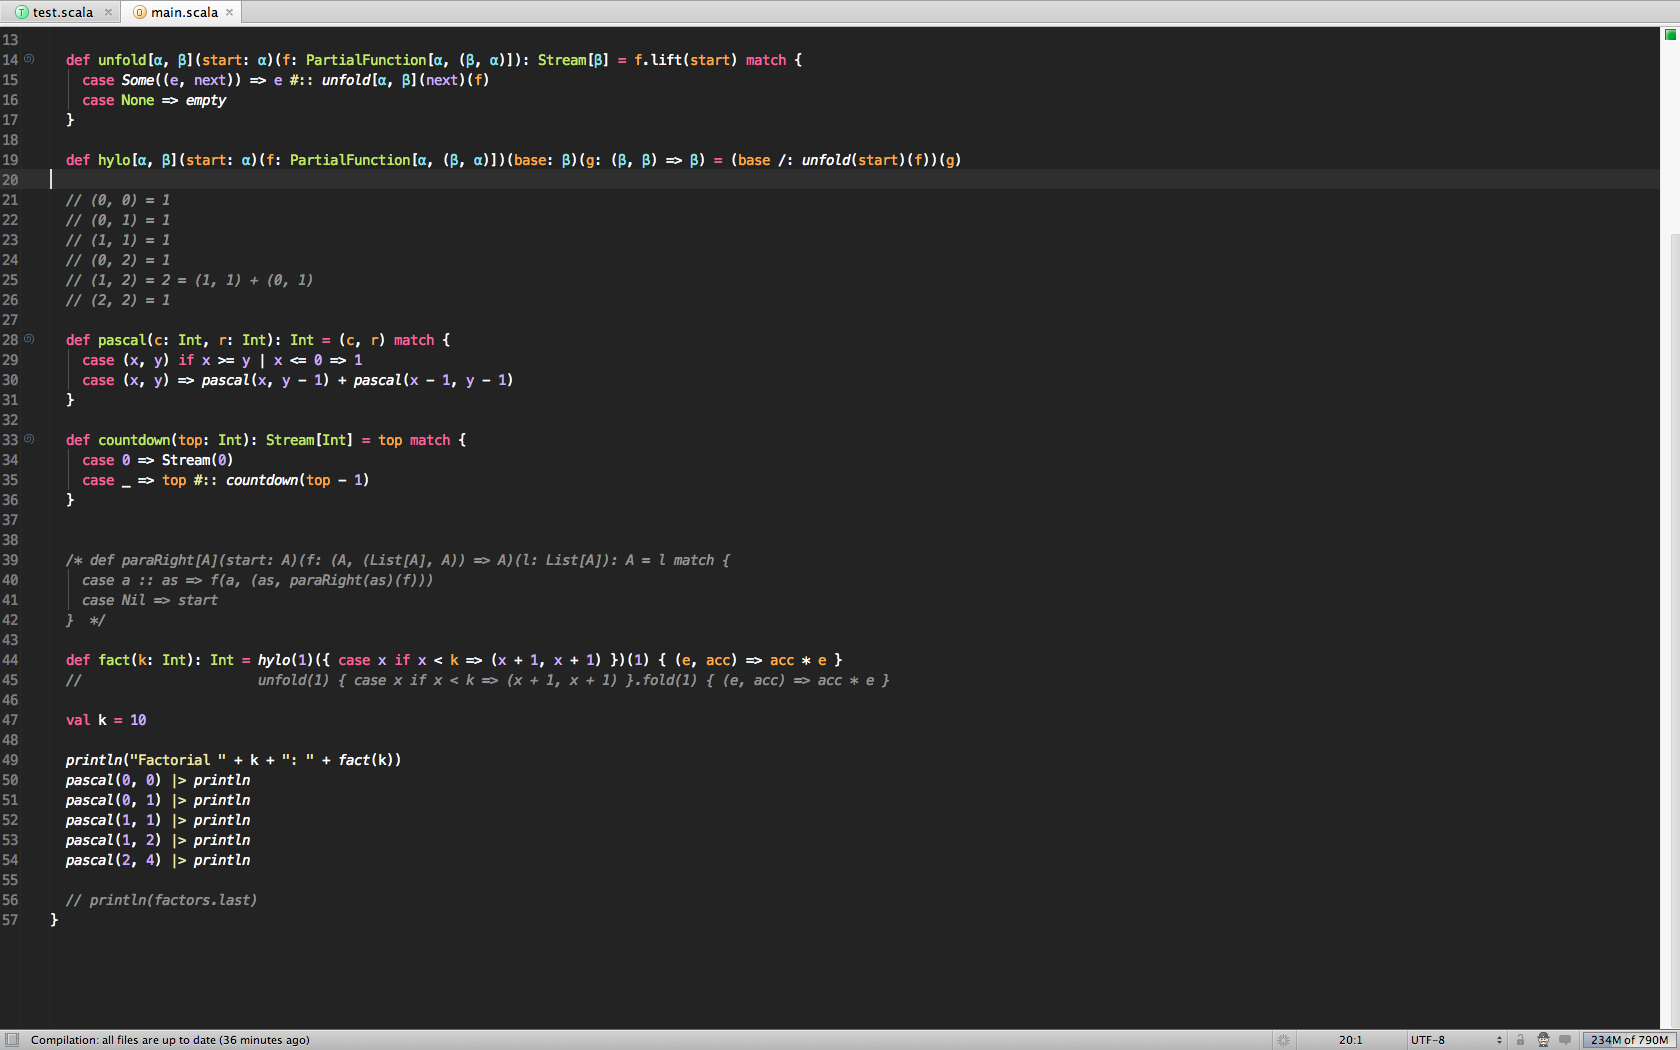 test.scala main.scala
13
14 def unfold[α, β](start: α)(f: PartialFunction[α, (β, α)]): Stream[β] = f.lift(start) match {
15 case Some((e, next)) => e #:: unfold[α, β](next)(f)
16 case None => empty
17 }
18
19 def hylo[α, β](start: α)(f: PartialFunction[α, (β, α)])(base: β)(g: (β, β) => β) = (base /: unfold(start)(f))(g)
20
21 // (0, 0) = 1
22 // (0, 1) = 1
23 // (1, 1) = 1
24 // (0, 2) = 1
25 // (1, 2) = 2 = (1, 1) + (0, 1)
26 // (2, 2) = 1
27
28 def pascal(c: Int, r: Int): Int = (c, r) match {
29 case (x, y) if x >= y | x <= 0 => 1
30 case (x, y) => pascal(x, y - 1) + pascal(x - 1, y - 1)
31 }
32
33 def countdown(top: Int): Stream[Int] = top match {
34 case 0 => Stream(0)
35 case _ => top #:: countdown(top - 1)
36 }
37
38
39 /* def paraRight[A](start: A)(f: (A, (List[A], A)) => A)(l: List[A]): A = l match {
40 case a :: as => f(a, (as, paraRight(as)(f)))
41 case Nil => start
42 } */
43
44 def fact(k: Int): Int = hylo(1)({ case x if x < k => (x + 1, x + 1) })(1) { (e, acc) => acc * e }
45 // unfold(1) { case x if x < k => (x + 1, x + 1) }.fold(1) { (e, acc) => acc * e }
46
47 val k = 10
48
49 println("Factorial " + k + ": " + fact(k))
50 pascal(0, 0) |> println
51 pascal(0, 1) |> println
52 pascal(1, 1) |> println
53 pascal(1, 2) |> println
54 pascal(2, 4) |> println
55
56 // println(factors.last)
57 }
Compilation: all files are up to date (36 minutes ago) 20:1 UTF-8 234M of 790M